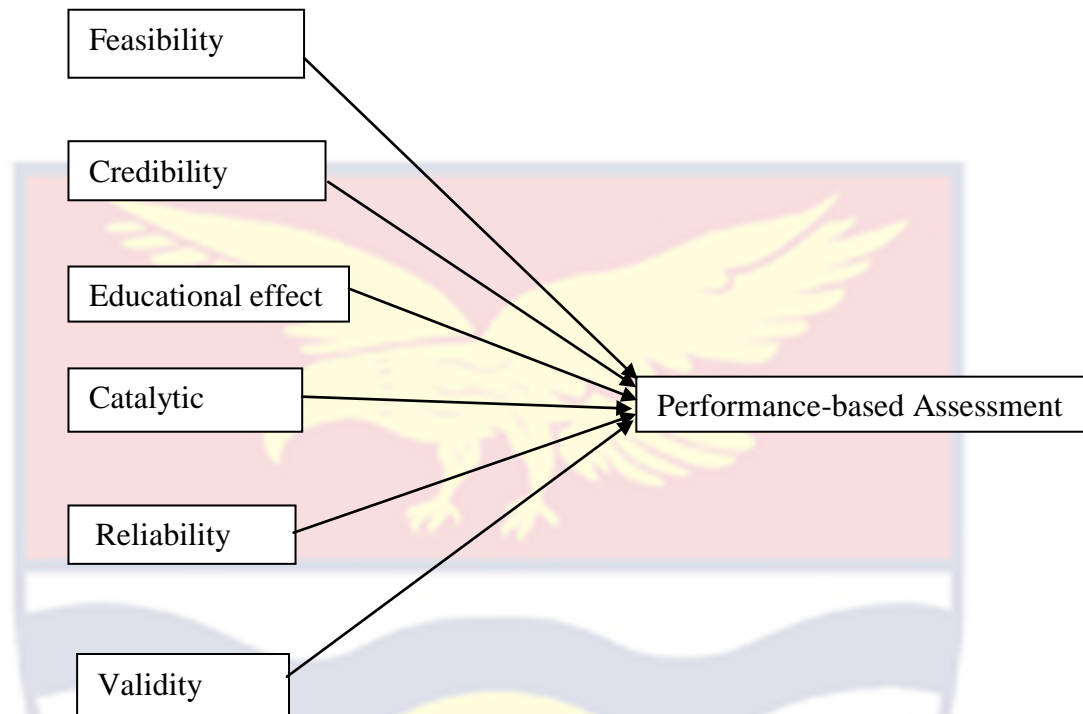 Feasibility
Credibility
Educational effect
Catalytic
Performance-based Assessment
Reliability
Validity